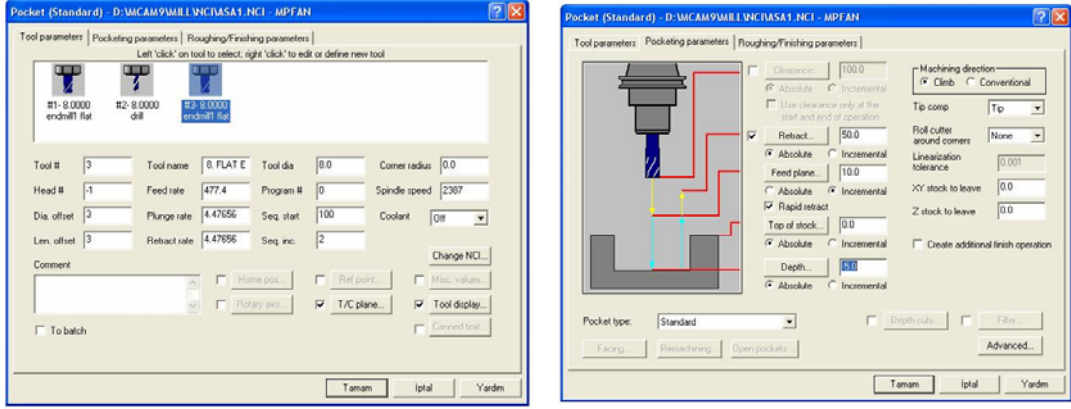 Pocket (Standard) - D:\MCAM9\MILL\NCI\ASA1.NCI - MPFAN
Tool parameters Pocketing parameters Roughing/Finishing parameters
Left 'click' on tool to select; right 'click' to edit or define new tool
#1- 8.0000 #2- 8.0000 #3- 8.0000
endmill1 flat drill endmill1 flat
Tool # 3 Tool name 8. FLAT E Tool dia 8.0 Corner radius 0.0
Head # -1 Feed rate 477.4 Program # 0 Spindle speed 2387
Dia. offset 3 Plunge rate 4.47656 Seq. start 100 Coolant Off
Len. offset 3 Retract rate 4.47656 Seq. inc. 2
Change NCI...
Comment
Home pos... Ref point... Misc. values...
Rotary axis... T/C plane... Tool display...
To batch
Canned text...
Tamam İptal Yardım
Pocket (Standard) - D:\MCAM9\MILL\NCI\ASA1.NCI - MPFAN
Tool parameters Pocketing parameters Roughing/Finishing parameters
Clearance... 100.0
Absolute Incremental
Use clearance only at the
start and end of operation
Retract... 50.0
Absolute Incremental
Feed plane... 10.0
Absolute Incremental
Rapid retract
Top of stock... 0.0
Absolute Incremental
Depth... -5.0
Absolute Incremental
Machining direction
Climb Conventional
Tip comp Tip
Roll cutter
around corners None
Linearization
tolerance 0.001
XY stock to leave 0.0
Z stock to leave 0.0
Create additional finish operation
Pocket type: Standard
Depth cuts... Filter...
Facing... Remachining... Open pockets... Advanced...
Tamam İptal Yardım